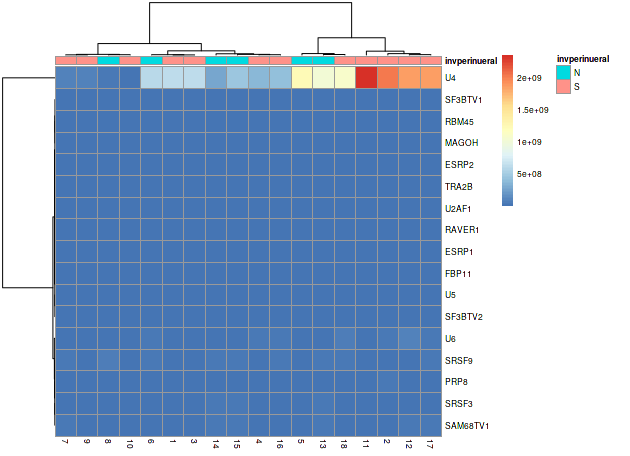 invperinueral
invperinueral
U4
2e+09
N
S
SF3BTV1
1.5e+09
RBM45
MAGOH
1e+09
ESRP2
5e+08
TRA2B
U2AF1
RAVER1
ESRP1
FBP11
U5
SF3BTV2
U6
SRSF9
PRP8
SRSF3
SAM68TV1
7 9 8 10 6 1 3 14 15 4 16 5 13 18 11 2 12 17